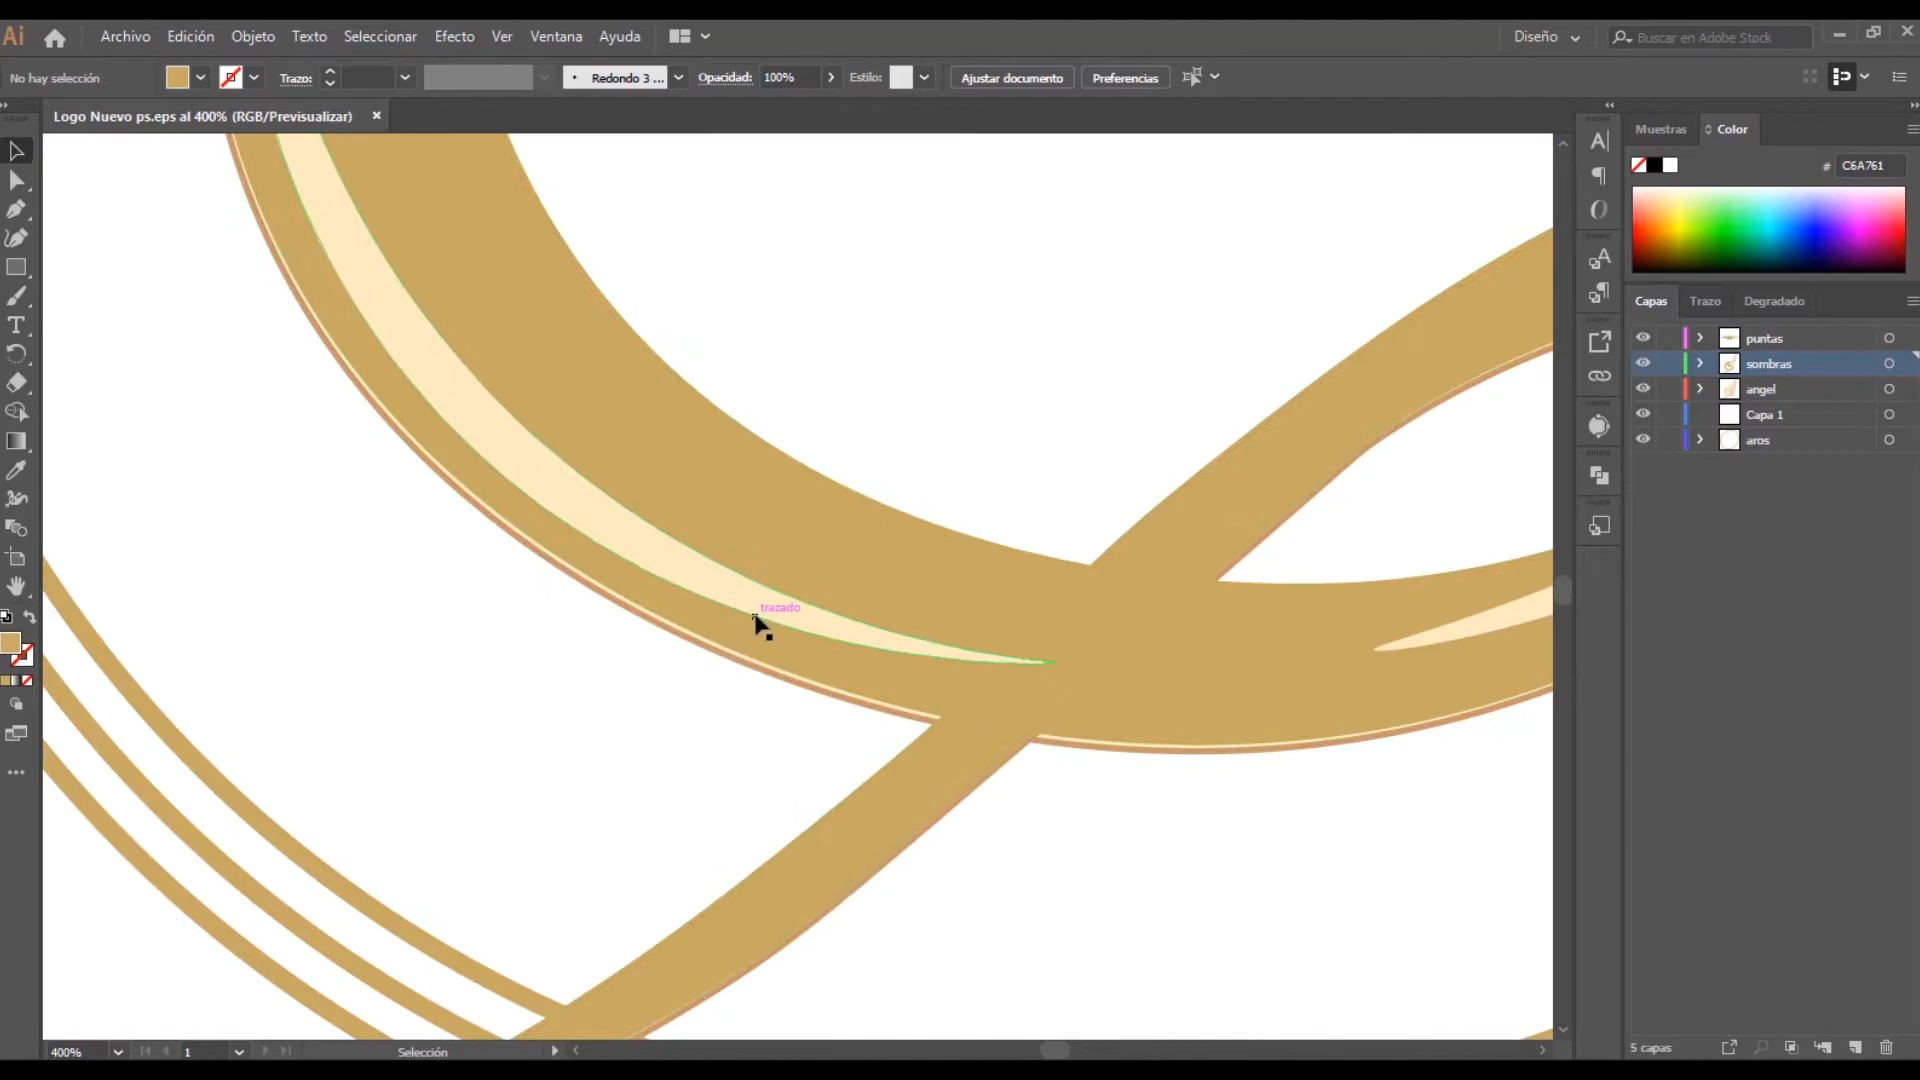 Ai Archivo Edición Objeto Texto Seleccionar Efecto Ver Ventana Ayuda Diseño Buscar en Adobe Stock
No hay selección Trazo: Redondo 3 ... Opacidad: 100% Estilo: Ajustar documento Preferencias
Logo Nuevo ps.eps al 400% (RGB/Previsualizar)
Muestras Color
# C6A761
Capas Trazo Degradado
puntas
sombras
angel
Capa 1
aros
trazado
400% 1 Selección
5 capas